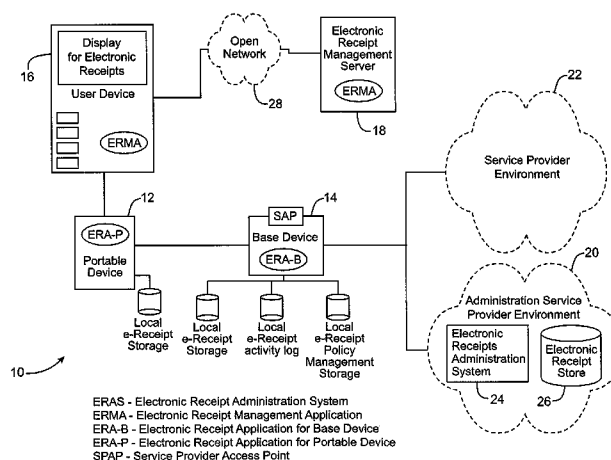 16
Display
for Electronic
Receipts
User Device
ERMA
Open
Network
28
Electronic
Receipt
Management
Server
ERMA
18
22
Service Provider
Environment
12
ERA-P
Portable
Device
Local
e-Receipt
Storage
14
SAP
Base Device
ERA-B
Local
e-Receipt
Storage
Local
e-Receipt
activity log
Local
e-Receipt
Policy
Management
Storage
20
Administration Service
Provider Environment
Electronic
Receipts
Administration
System
24
Electronic
Receipt
Store
26
10
ERAS - Electronic Receipt Administration System
ERMA - Electronic Receipt Management Application
ERA-B - Electronic Receipt Application for Base Device
ERA-P - Electronic Receipt Application for Portable Device
SPAP - Service Provider Access Point